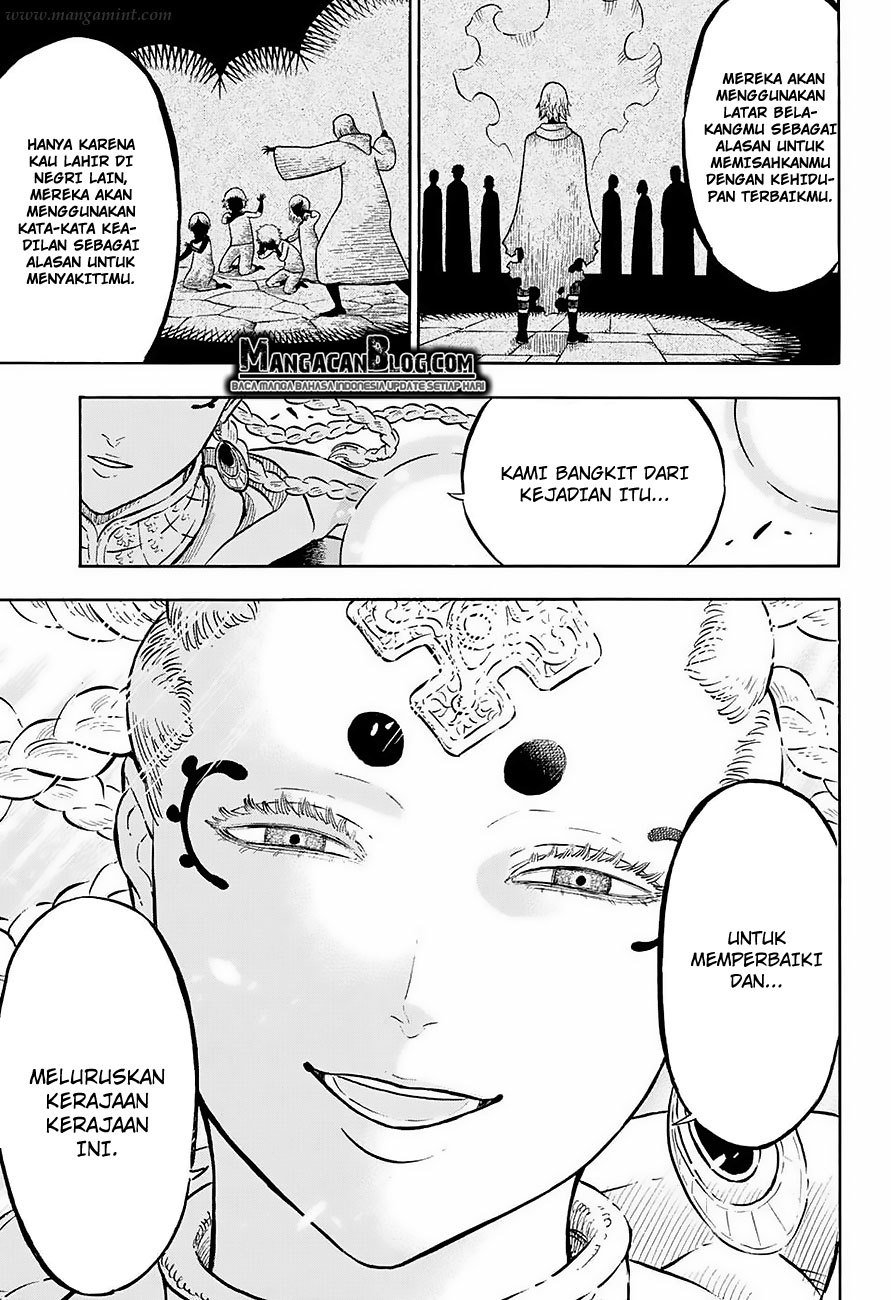 www.mangamint.com
MEREKA AKAN
MENGGUNAKAN
LATAR BELA-
KANGMU SEBAGAI
ALASAN UNTUK
MEMISAHKANMU
DENGAN KEHIDU-
PAN TERBAIKMU.
HANYA KARENA
KAU LAHIR DI
NEGRI LAIN,
MEREKA AKAN
MENGGUNAKAN
KATA-KATA KEA-
DILAN SEBAGAI
ALASAN UNTUK
MENYAKITIMU.
MANGACANBLOG.COM
BACA MANGA BAHASA INDONESIA UPDATE SETIAP HARI
KAMI BANGKIT DARI
KEJADIAN ITU...
UNTUK
MEMPERBAIKI
DAN...
MELURUSKAN
KERAJAAN
KERAJAAN
INI.